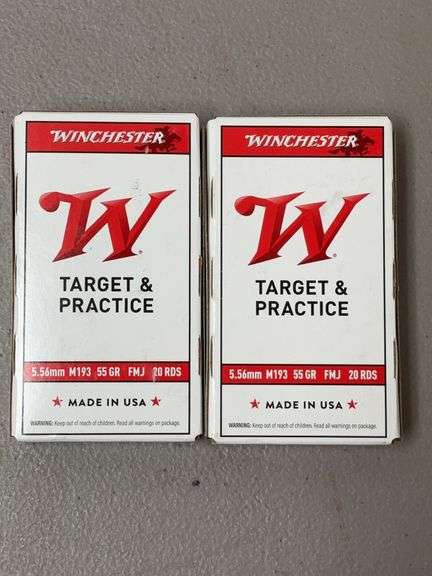 WINCHESTER
W
TARGET &
PRACTICE
5.56mm M193 55 GR FMJ 20 RDS
★ MADE IN USA ★
WARNING: Keep out of reach of children. Read all warnings on package.
WINCHESTER
W
TARGET &
PRACTICE
5.56mm M193 55 GR FMJ 20 RDS
★ MADE IN USA ★
WARNING: Keep out of reach of children. Read all warnings on package.